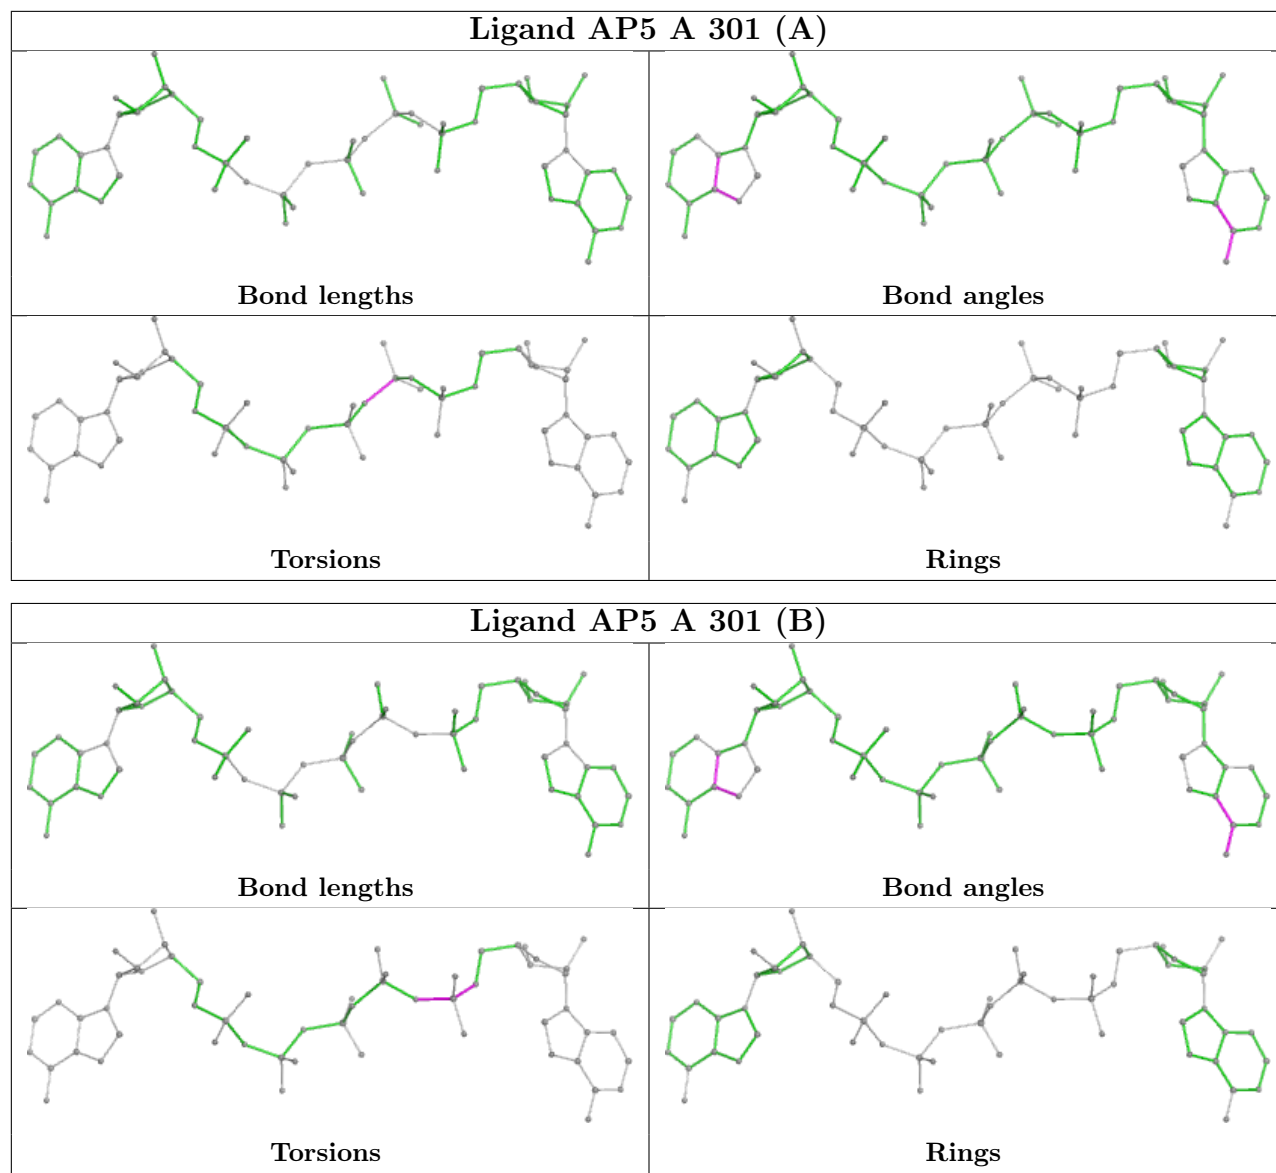 Ligand AP5 A 301 (A)
Bond lengths
Bond angles
Torsions
Rings
Ligand AP5 A 301 (B)
Bond lengths
Bond angles
Torsions
Rings